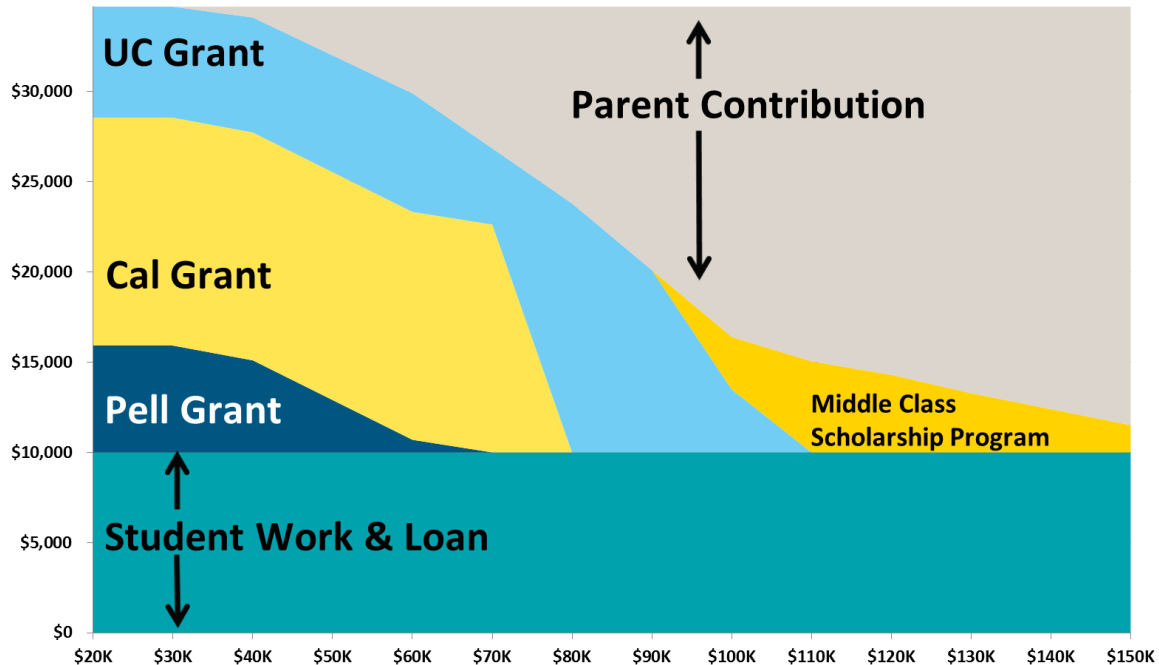 UC Grant
$30,000
Parent Contribution
$25,000
$20,000
Cal Grant
$15,000
Pell Grant
Middle Class
Scholarship Program
$10,000
$5,000
Student Work & Loan
$0
$20K $30K $40K $50K $60K $70K $80K $90K $100K $110K $120K $130K $140K $150K